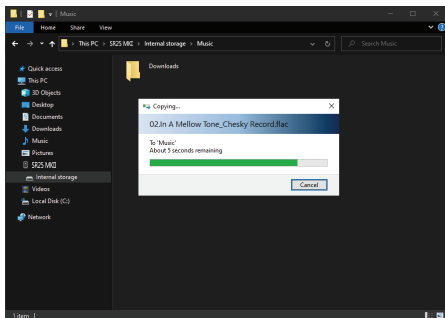 Music
File Home Share View
This PC > SR25 MKII > Internal storage > Music
Search Music
Quick access
This PC
3D Objects
Desktop
Documents
Downloads
Music
Pictures
SR25 MKII
Internal storage
Videos
Local Disk (C:)
Network
Downloads
Copying...
02.In A Mellow Tone_Chesky Record.flac
To 'Music'
About 5 seconds remaining
Cancel
1 item